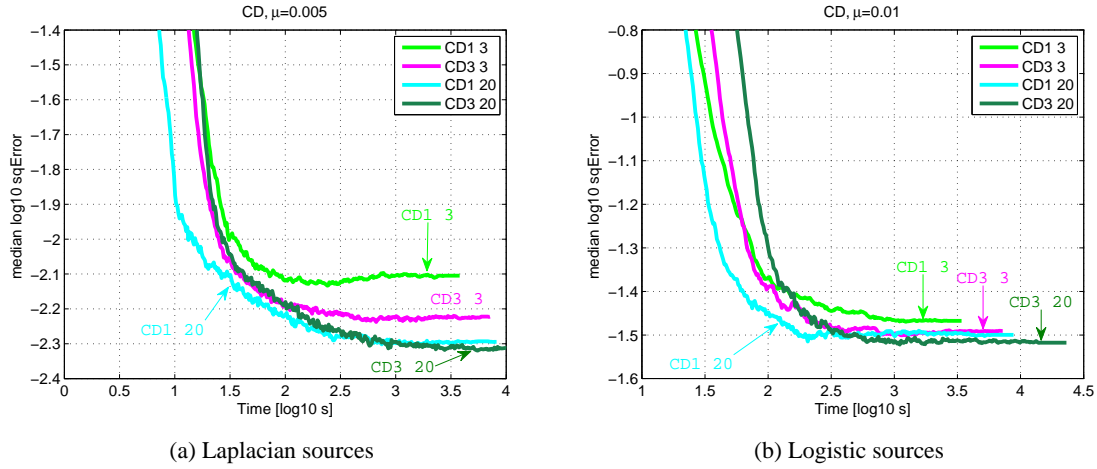 CD, μ=0.005
−1.4
−1.5
−1.6
−1.7
−1.8
−1.9
−2
−2.1
−2.2
−2.3
−2.4
median log10 sqError
CD1 3
CD3 3
CD1 20
CD3 20
CD1 3
CD3 3
CD1 20
CD3 20
0 0.5 1 1.5 2 2.5 3 3.5 4
Time [log10 s]
(a) Laplacian sources
CD, μ=0.01
−0.8
−0.9
−1
−1.1
−1.2
−1.3
−1.4
−1.5
−1.6
median log10 sqError
CD1 3
CD3 3
CD1 20
CD3 20
CD1 3
CD3 3
CD3 20
CD1 20
1 1.5 2 2.5 3 3.5 4 4.5
Time [log10 s]
(b) Logistic sources